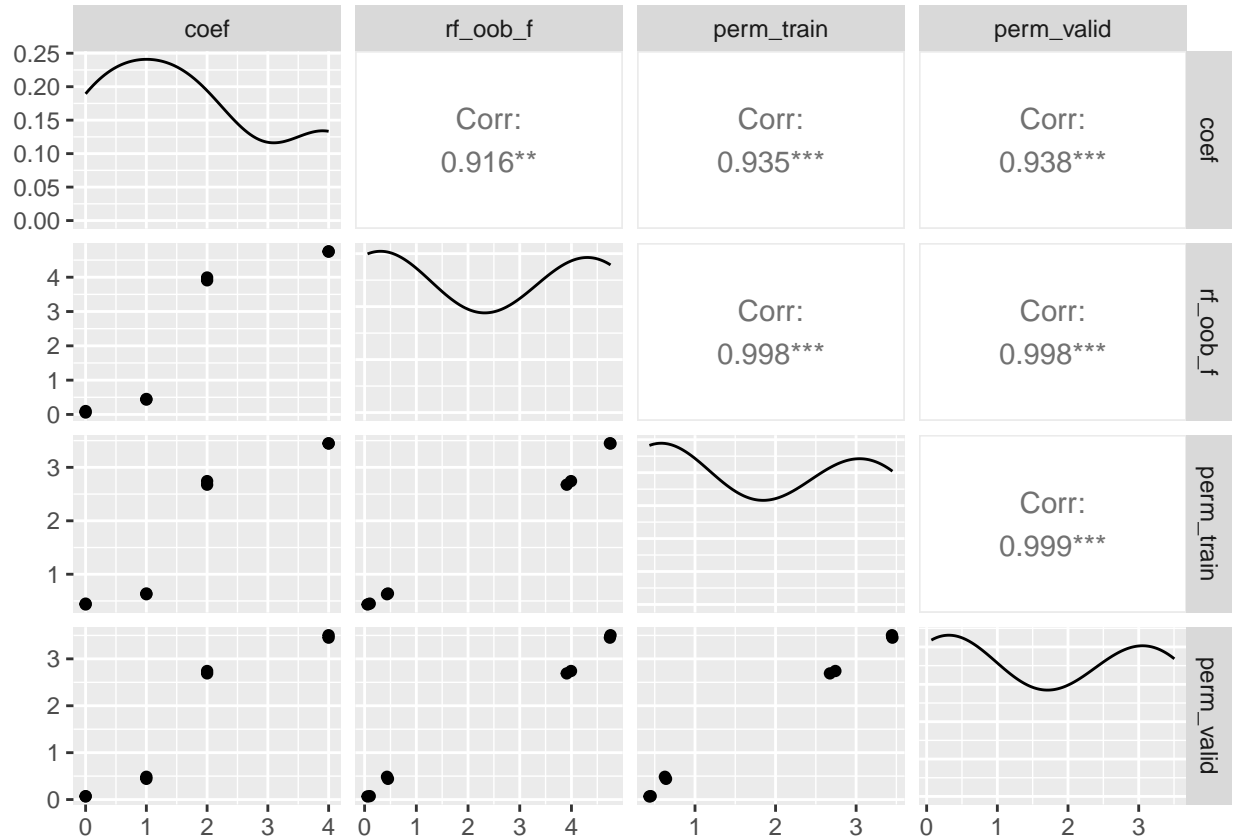 coef
rf_oob_f
perm_train
perm_valid
0.25
0.20
0.15
0.10
0.05
0.00
Corr:
0.916**
Corr:
0.935***
Corr:
0.938***
coef
4
3
2
1
0
Corr:
0.998***
Corr:
0.998***
rf_oob_f
3
2
1
Corr:
0.999***
perm_train
3
2
1
0
perm_valid
0 1 2 3 4
0 1 2 3 4
1 2 3
0 1 2 3